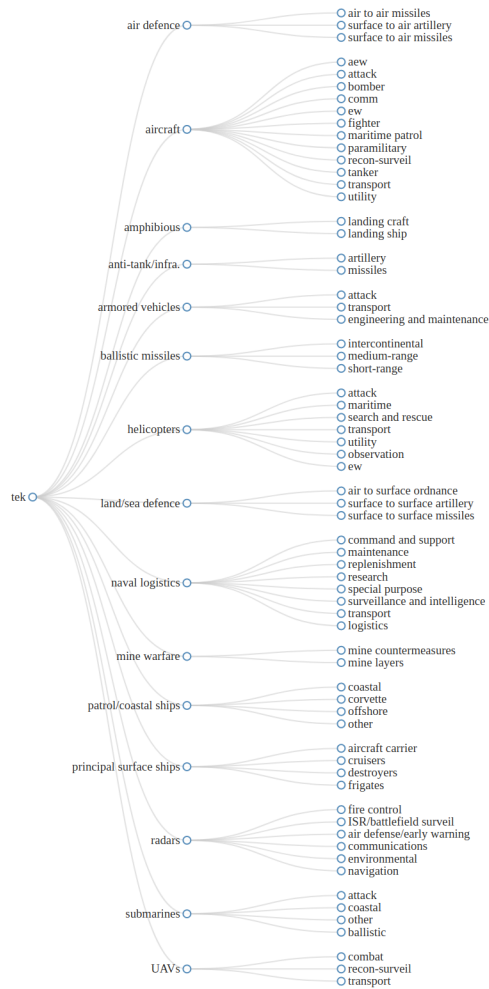 tek
air defence
air to air missiles
surface to air artillery
surface to air missiles
aircraft
aew
attack
bomber
comm
ew
fighter
maritime patrol
paramilitary
recon-surveil
tanker
transport
utility
amphibious
landing craft
landing ship
anti-tank/infra.
artillery
missiles
armored vehicles
attack
transport
engineering and maintenance
ballistic missiles
intercontinental
medium-range
short-range
helicopters
attack
maritime
search and rescue
transport
utility
observation
ew
land/sea defence
air to surface ordnance
surface to surface artillery
surface to surface missiles
naval logistics
command and support
maintenance
replenishment
research
special purpose
surveillance and intelligence
transport
logistics
mine warfare
mine countermeasures
mine layers
patrol/coastal ships
coastal
corvette
offshore
other
principal surface ships
aircraft carrier
cruisers
destroyers
frigates
radars
fire control
ISR/battlefield surveil
air defense/early warning
communications
environmental
navigation
submarines
attack
coastal
other
ballistic
UAVs
combat
recon-surveil
transport